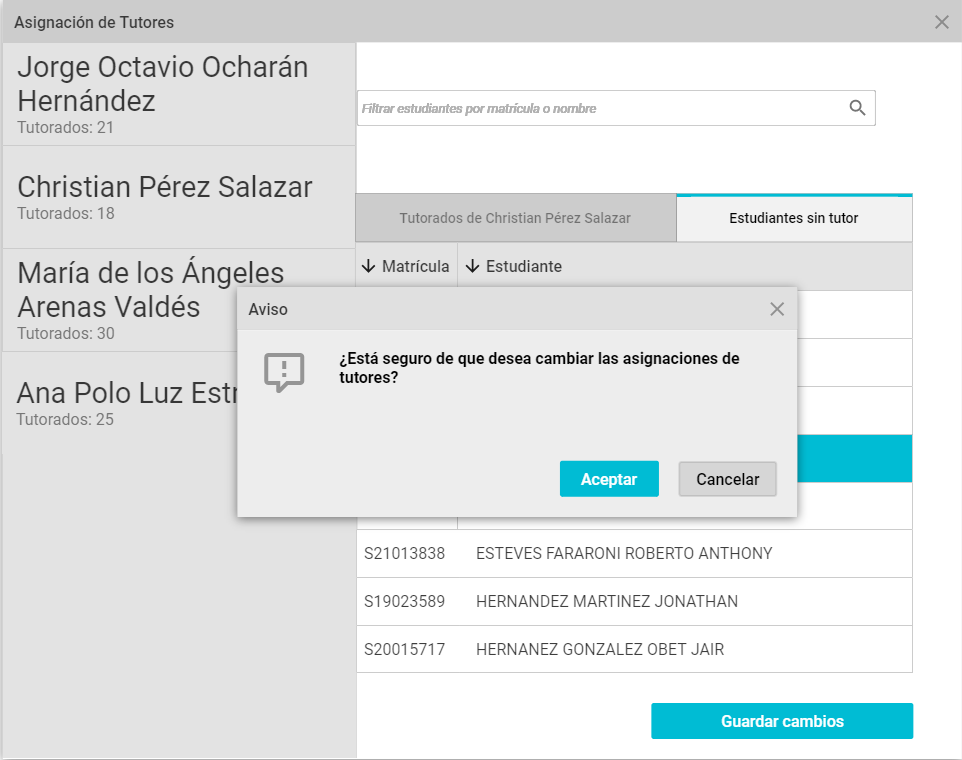 Asignación de Tutores
Jorge Octavio Ocharán
Hernández
Tutorados: 21
Christian Pérez Salazar
Tutorados: 18
María de los Ángeles
Arenas Valdés
Tutorados: 30
Ana Polo Luz
Tutorados: 25
Filtrar estudiantes por matrícula o nombre
Tutorados de Christian Pérez Salazar
Estudiantes sin tutor
Matrícula
Estudiante
Aviso
¿Está seguro de que desea cambiar las asignaciones de
tutores?
Aceptar
Cancelar
S21013838 ESTEVES FARARONI ROBERTO ANTHONY
S19023589 HERNANDEZ MARTINEZ JONATHAN
S20015717 HERNANEZ GONZALEZ OBET JAIR
Guardar cambios